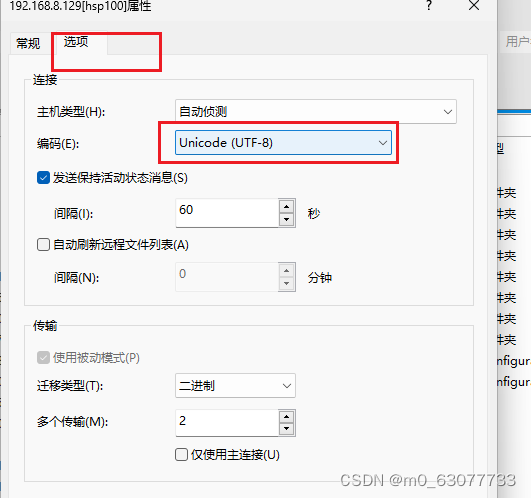 192.168.8.129[hsp100]属性
?
常规
选项
用户
连接
主机类型(H):
自动侦测
编码(E):
Unicode (UTF-8)
型
发送保持活动状态消息(S)
件夹
间隔(I):
60
秒
件夹
件夹
自动刷新远程文件列表(A)
件夹
间隔(N):
0
分钟
件夹
件夹
传输
件夹
件夹
使用被动模式(P)
nfigura
迁移类型(T):
二进制
nfigura
多个传输(M):
2
仅使用主连接(U)
CSDN @m0_63077733